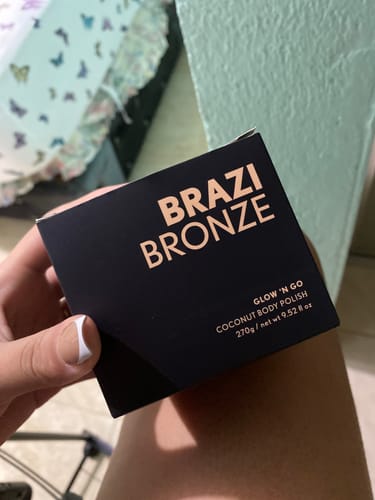 BRAZI
BRONZE
GLOW 'N GO
COCONUT BODY POLISH
270g / net wt 9.52 fl oz